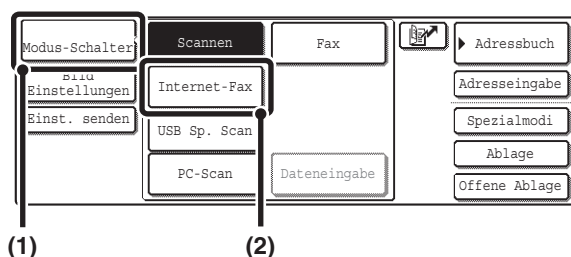 Modus-Schalter
Scannen
Fax
Adressbuch
Bild
Einstellungen
Internet-Fax
Adresseingabe
Einst. senden
USB Sp. Scan
Spezialmodi
Ablage
PC-Scan
Dateneingabe
Offene Ablage
(1)
(2)